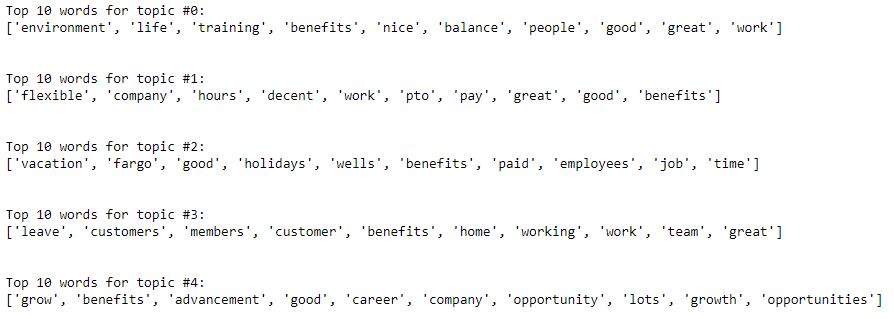 Top 10 words for topic #0:
['environment', 'life', 'training', 'benefits', 'nice', 'balance', 'people', 'good', 'great', 'work']
Top 10 words for topic #1:
['flexible', 'company', 'hours', 'decent', 'work', 'pto', 'pay', 'great', 'good', 'benefits']
Top 10 words for topic #2:
['vacation', 'fargo', 'good', 'holidays', 'wells', 'benefits', 'paid', 'employees', 'job', 'time']
Top 10 words for topic #3:
['leave', 'customers', 'members', 'customer', 'benefits', 'home', 'working', 'work', 'team', 'great']
Top 10 words for topic #4:
['grow', 'benefits', 'advancement', 'good', 'career', 'company', 'opportunity', 'lots', 'growth', 'opportunities']